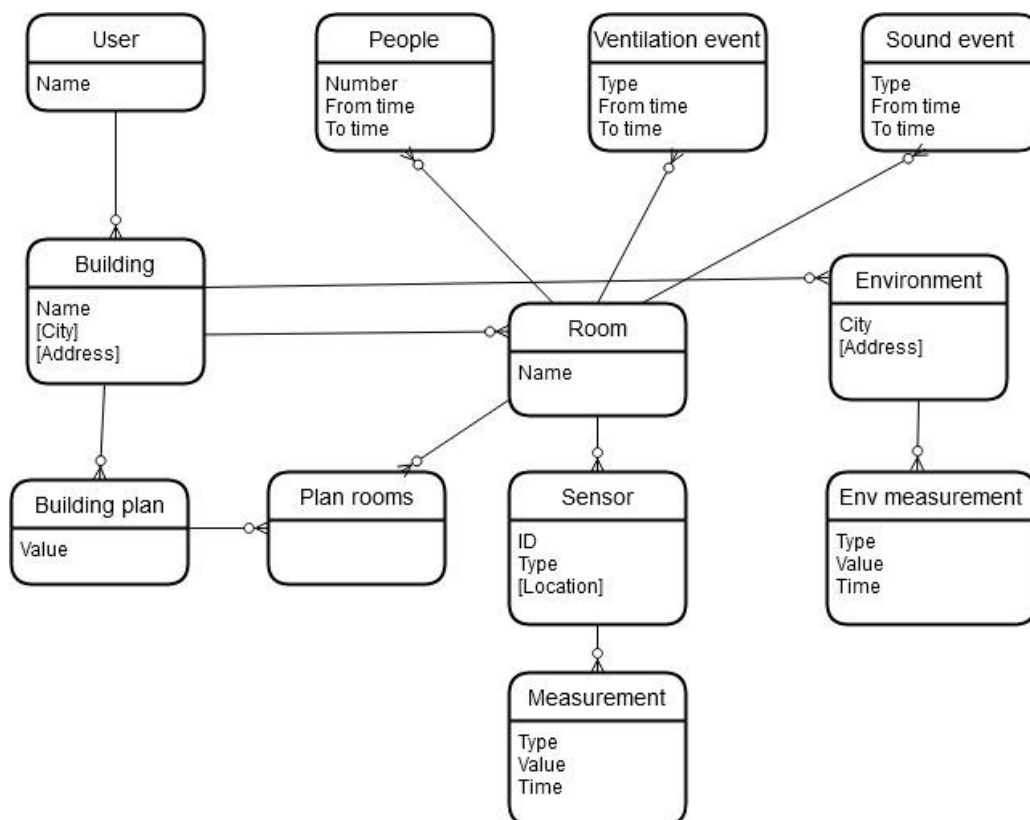 User
Name
People
Number
From time
To time
Ventilation event
Type
From time
To time
Sound event
Type
From time
To time
Building
Name
[City]
[Address]
Room
Name
Environment
City
[Address]
Building plan
Value
Plan rooms
Sensor
ID
Type
[Location]
Env measurement
Type
Value
Time
Measurement
Type
Value
Time